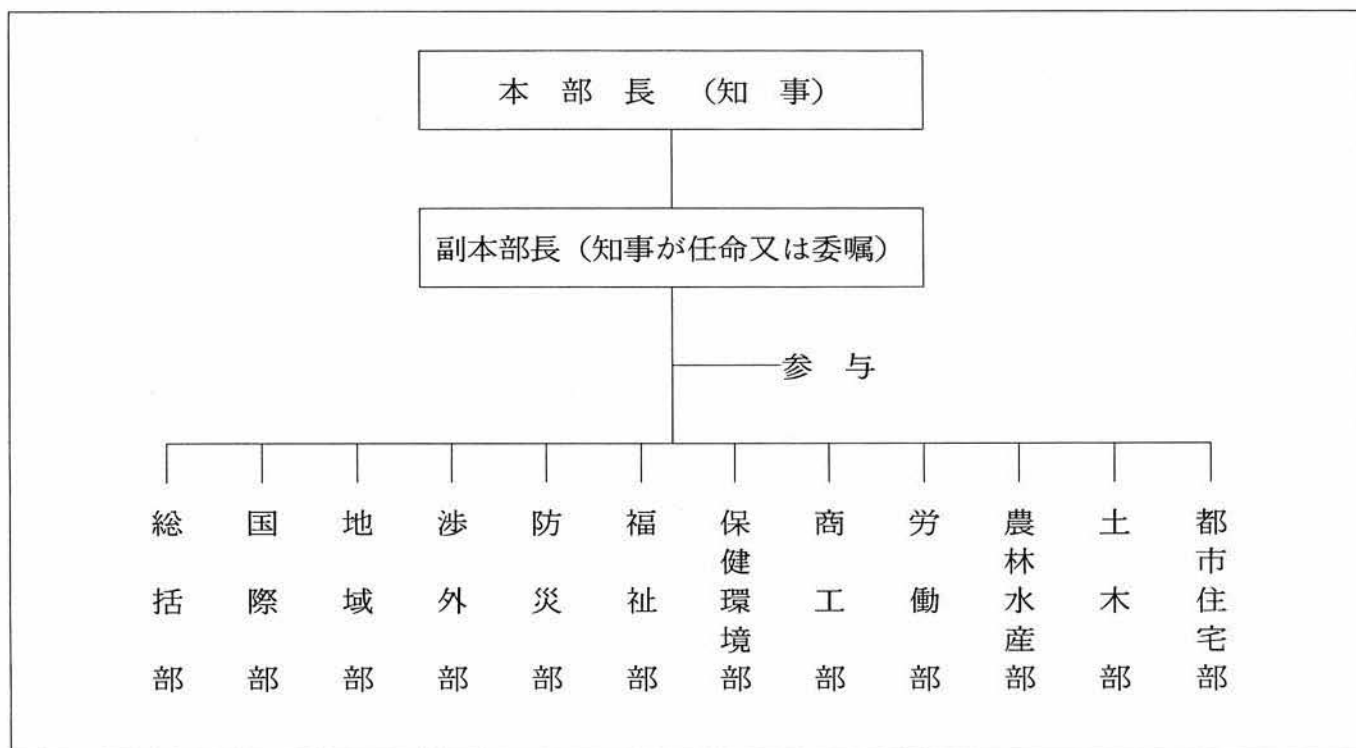 本部長（知事）
副本部長（知事が任命又は委嘱）
参与
総括部
国際部
地域部
渉外部
防災部
福祉部
保健環境部
商工部
労働部
農林水産部
土木部
都市住宅部